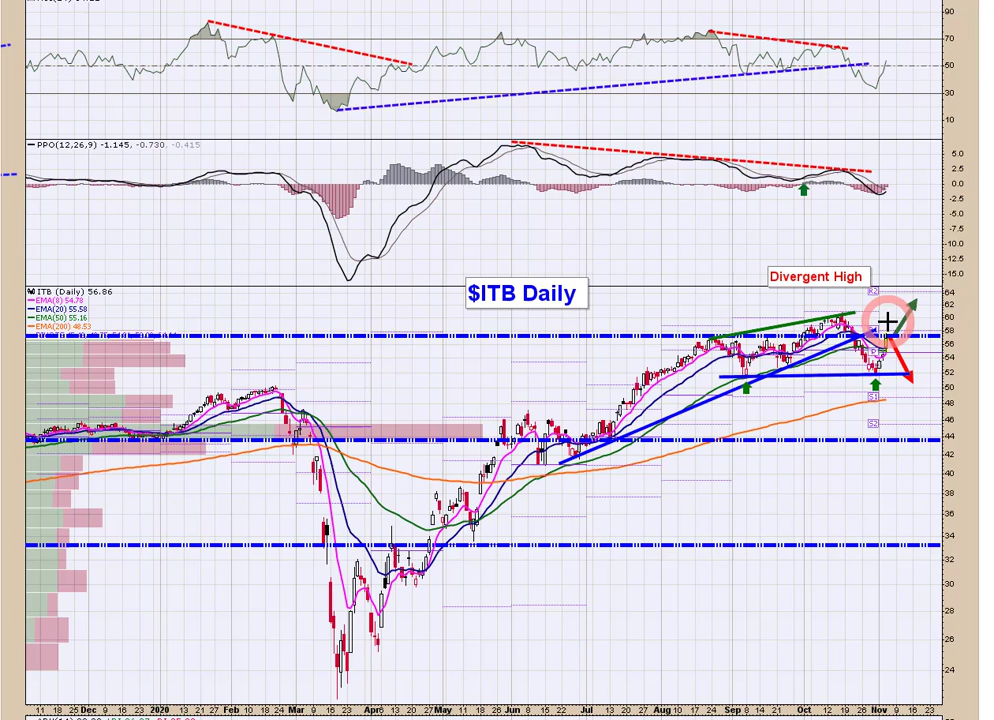 90
70
50
30
10
PPO(12,26,9) -1.145, -0.730, -0.415
5.0
2.5
0.0
-2.5
-5.0
-7.5
-10.0
-12.5
-15.0
Divergent High
$ITB Daily
ITB (Daily) 56.86
EMA(8) 54.78
EMA(20) 55.58
EMA(50) 55.16
EMA(200) 48.53
R2
P
S1
S2
64
62
60
58
56
54
52
50
48
46
44
42
40
38
36
34
32
30
28
26
24
11 18 25 Dec 9 16 23 2020 13 21 Feb 10 18 Mar 9 16 23 Apr 6 13 20 May 11 18 Jun 8 15 22 Jul 13 20 Aug 10 17 24 Sep 8 14 21 Oct 12 19 26 Nov 9 16 23